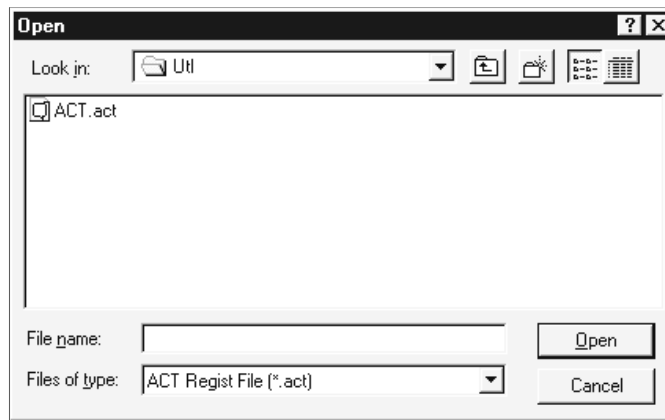 Open
Look in: Utl
ACT.act
File name: Open
Files of type: ACT Regist File (*.act) Cancel